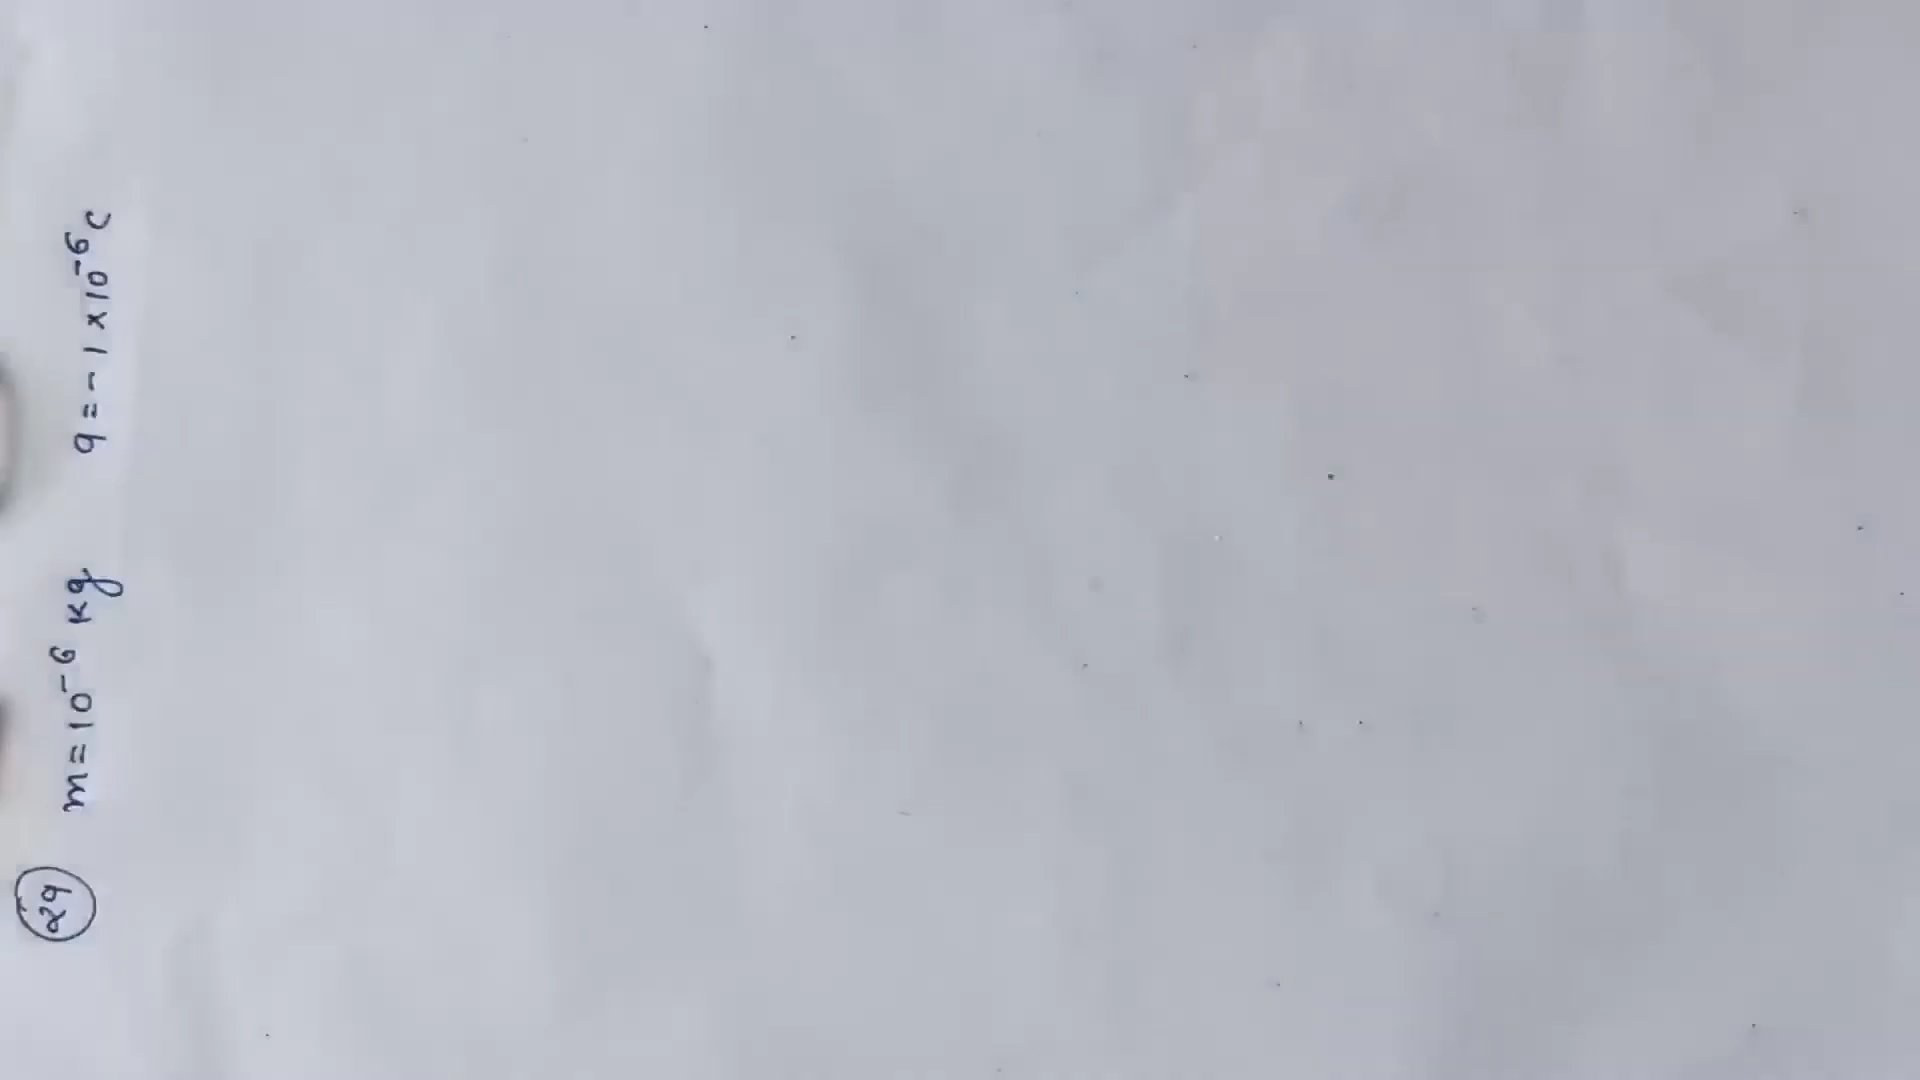 29 m = 10⁻⁶ kg q = - 1 × 10⁻⁶ C